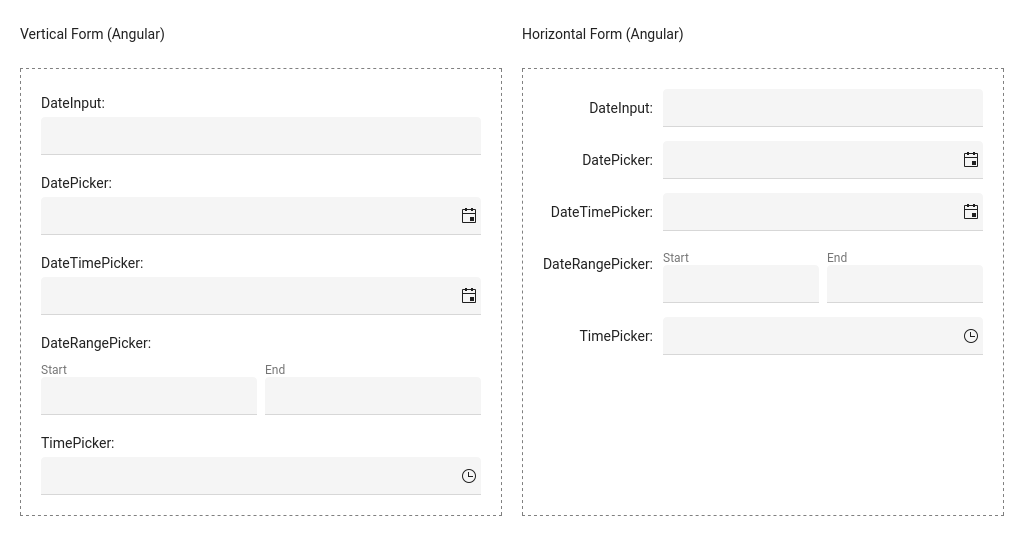 Vertical Form (Angular)
DateInput:
DatePicker:
DateTimePicker:
DateRangePicker:
Start End
TimePicker:
Horizontal Form (Angular)
DateInput:
DatePicker:
DateTimePicker:
DateRangePicker: Start End
TimePicker: